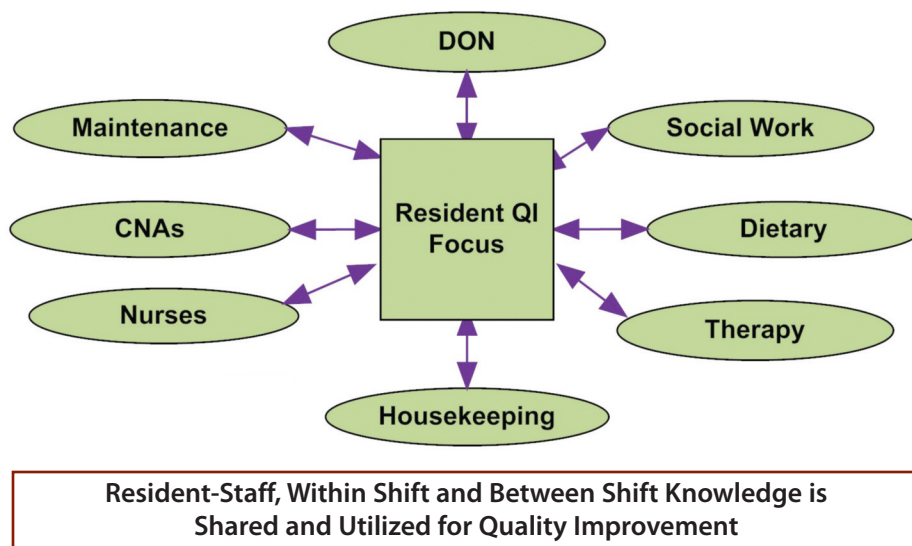 DON
Maintenance
Social Work
Resident QI
Focus
CNAs
Dietary
Nurses
Therapy
Housekeeping
Resident-Staff, Within Shift and Between Shift Knowledge is
Shared and Utilized for Quality Improvement